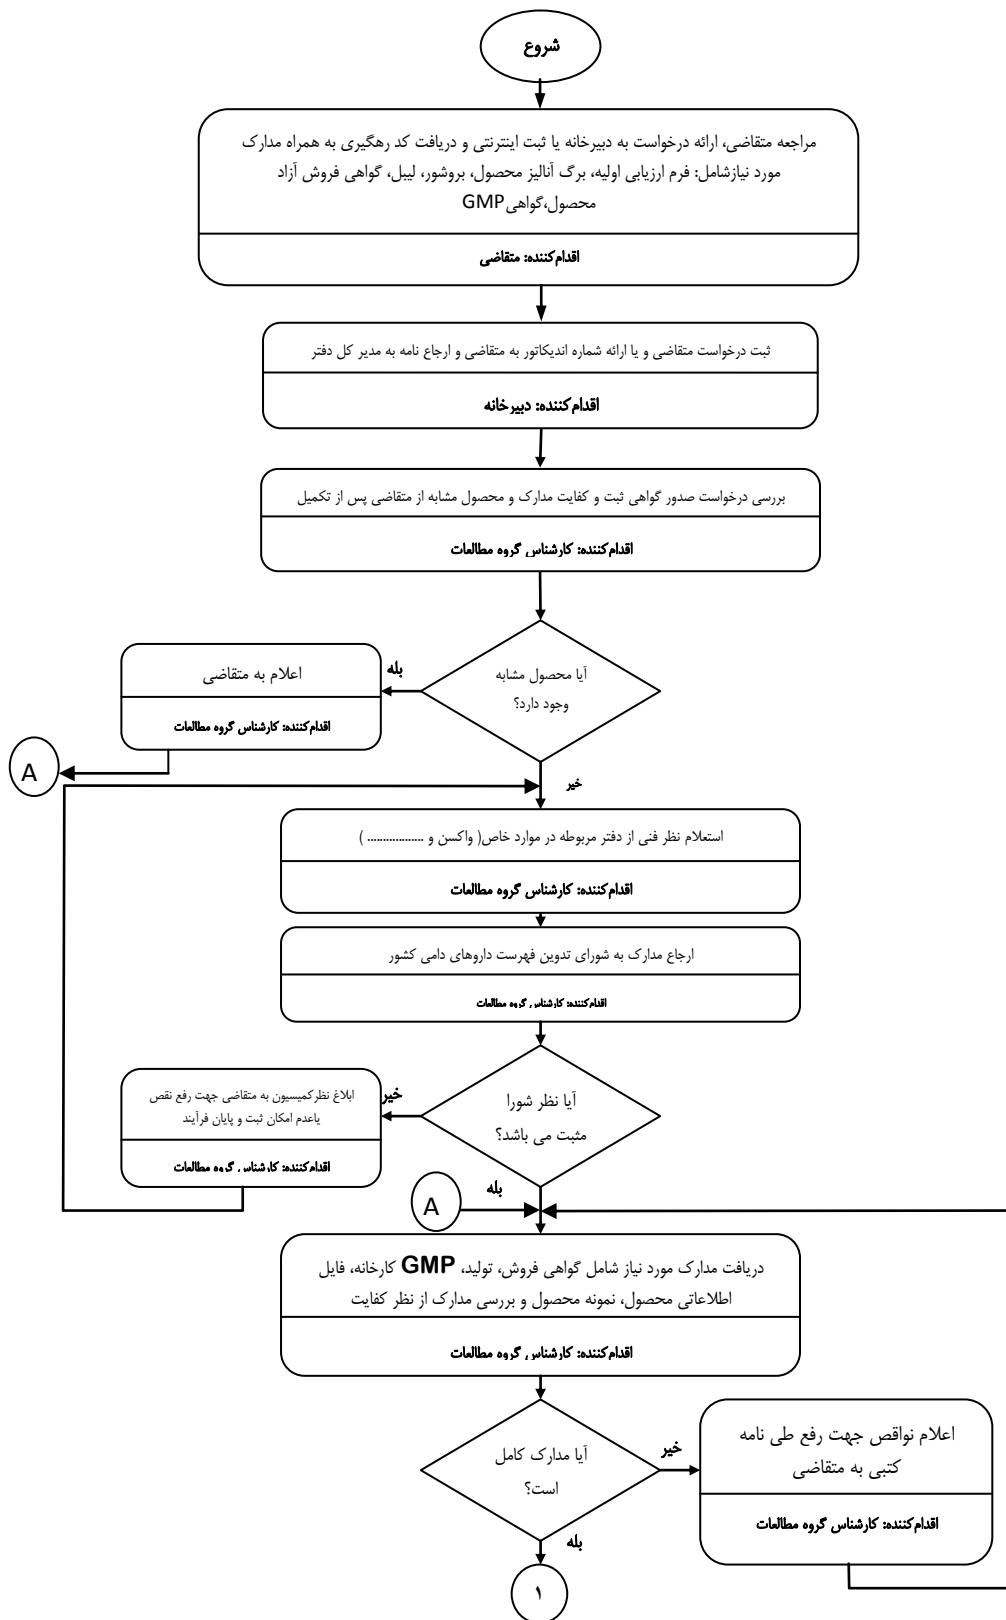 شروع
مراجعه متقاضی، ارائه درخواست به دبیرخانه یا ثبت اینترنتی و دریافت کد رهگیری به همراه مدارک
مورد نیازشامل: فرم ارزیابی اولیه، برگ آنالیز محصول، بروشور، لیبل، گواهی فروش آزاد
محصول،گواهیGMP
اقدام‌کننده: متقاضی
ثبت درخواست متقاضی و یا ارائه شماره اندیکاتور به متقاضی و ارجاع نامه به مدیر کل دفتر
اقدام‌کننده: دبیرخانه
بررسی درخواست صدور گواهی ثبت و کفایت مدارک و محصول مشابه از متقاضی پس از تکمیل
اقدام‌کننده: کارشناس گروه مطالعات
آیا محصول مشابه
وجود دارد؟
بله
اعلام به متقاضی
اقدام‌کننده: کارشناس گروه مطالعات
A
خیر
استعلام نظر فنی از دفتر مربوطه در موارد خاص( واکسن و .................. )
اقدام‌کننده: کارشناس گروه مطالعات
ارجاع مدارک به شورای تدوین فهرست داروهای دامی کشور
اقدام‌کننده: کارشناس گروه مطالعات
آیا نظر شورا
مثبت می باشد؟
خیر
ابلاغ نظرکمیسیون به متقاضی جهت رفع نقص
یاعدم امکان ثبت و پایان فرآیند
اقدام‌کننده: کارشناس گروه مطالعات
بله
A
دریافت مدارک مورد نیاز شامل گواهی فروش، تولید، GMP کارخانه، فایل
اطلاعاتی محصول، نمونه محصول و بررسی مدارک از نظر کفایت
اقدام‌کننده: کارشناس گروه مطالعات
آیا مدارک کامل
است؟
خیر
اعلام نواقص جهت رفع طی نامه
کتبی به متقاضی
اقدام‌کننده: کارشناس گروه مطالعات
بله
۱